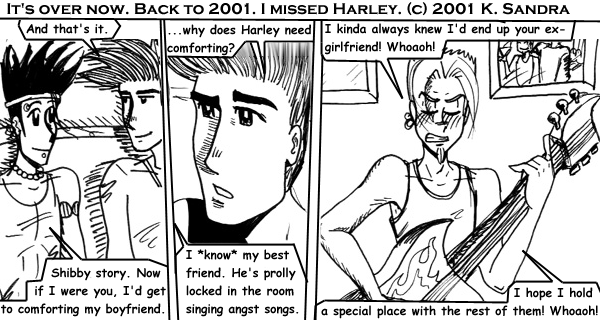 It's over now. Back to 2001. I missed Harley. (c) 2001 K. Sandra
And that's it.
Shibby story. Now
if I were you, I'd get
to comforting my boyfriend.
...why does Harley need
comforting?
I *know* my best
friend. He's prolly
locked in the room
singing angst songs.
I kinda always knew I'd end up your ex-
girlfriend! Whoaoh!
I hope I hold
a special place with the rest of them! Whoaoh!